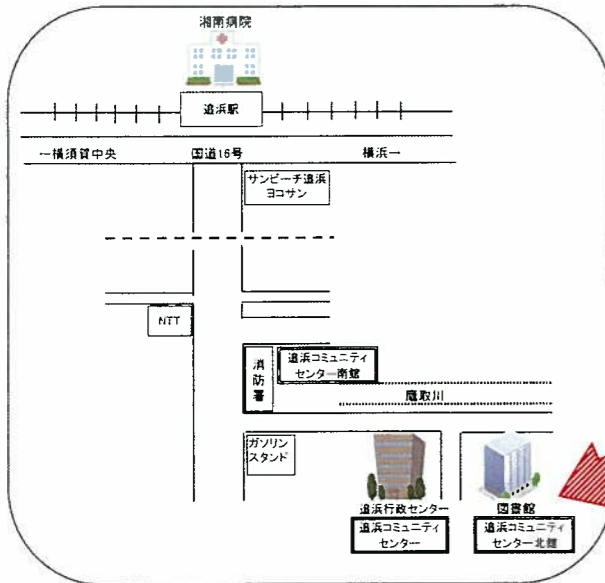 湘南病院
追浜駅
←横須賀中央
国道16号
横浜→
サンビーチ追浜
ヨコサン
NTT
消防署
追浜コミュニティ
センター南館
鷹取川
ガソリン
スタンド
追浜行政センター
図書館
追浜コミュニティ
センター
追浜コミュニティ
センター北館